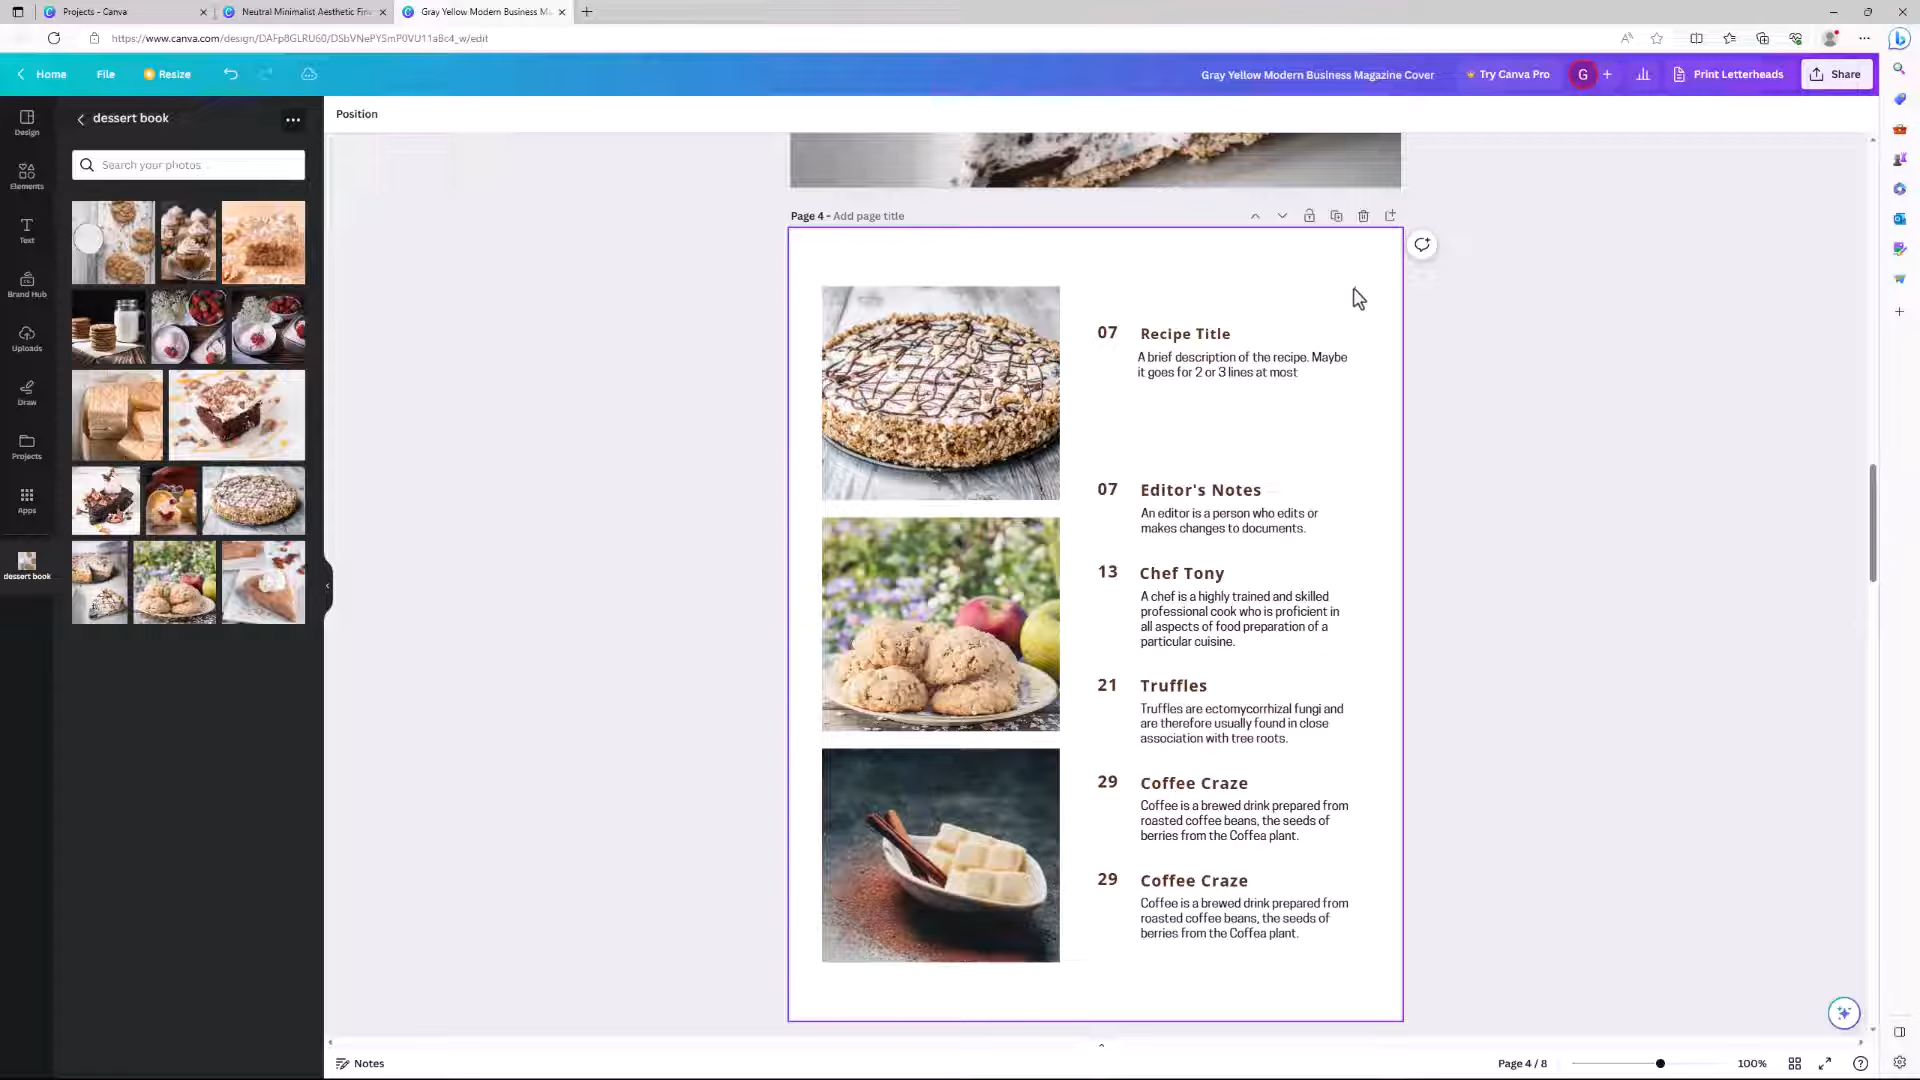 Projects - Canva
Neutral Minimalist Aesthetic Fin
Gray Yellow Modern Business M
https://www.canva.com/design/DAFp8GLRU60/DSbVNePYSmP0VU11a8c4_w/edit
Home
File
Resize
Gray Yellow Modern Business Magazine Cover
Try Canva Pro
G
Print Letterheads
Share
Design
Elements
Text
Brand Hub
Uploads
Draw
Projects
Apps
dessert book
dessert book
Search your photos
Position
Page 4 - Add page title
07 Recipe Title
A brief description of the recipe. Maybe
it goes for 2 or 3 lines at most
07 Editor's Notes
An editor is a person who edits or
makes changes to documents.
13 Chef Tony
A chef is a highly trained and skilled
professional cook who is proficient in
all aspects of food preparation of a
particular cuisine.
21 Truffles
Truffles are ectomycorrhizal fungi and
are therefore usually found in close
association with tree roots.
29 Coffee Craze
Coffee is a brewed drink prepared from
roasted coffee beans, the seeds of
berries from the Coffea plant.
29 Coffee Craze
Coffee is a brewed drink prepared from
roasted coffee beans, the seeds of
berries from the Coffea plant.
Notes
Page 4 / 8
100%